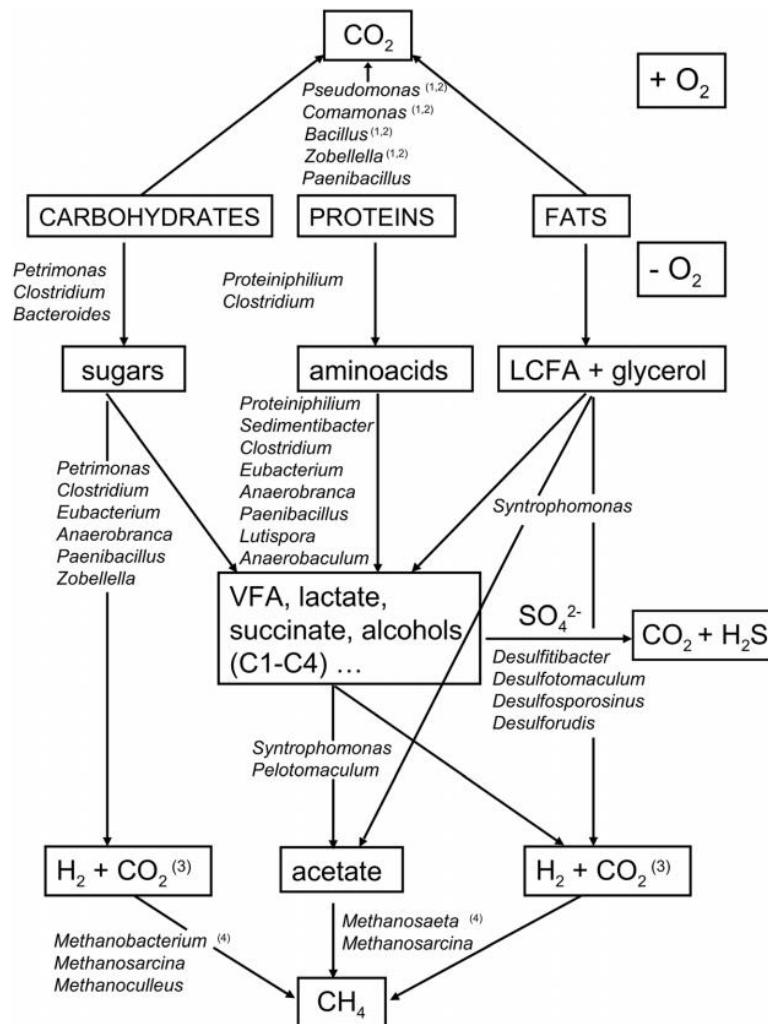 CO2
+ O2
Pseudomonas (1,2)
Comamonas (1,2)
Bacillus (1,2)
Zobellella (1,2)
Paenibacillus
CARBOHYDRATES
PROTEINS
FATS
- O2
Petrimonas
Clostridium
Bacteroides
Proteiniphilium
Clostridium
sugars
aminoacids
LCFA + glycerol
Petrimonas
Clostridium
Eubacterium
Anaerobranca
Paenibacillus
Zobellella
Proteiniphilium
Sedimentibacter
Clostridium
Eubacterium
Anaerobranca
Paenibacillus
Lutispora
Anaerobaculum
Syntrophomonas
VFA, lactate,
succinate, alcohols
(C1-C4) ...
SO4 2-
CO2 + H2S
Desulfitibacter
Desulfotomaculum
Desulfosporosinus
Desulforudis
Syntrophomonas
Pelotomaculum
H2 + CO2 (3)
acetate
H2 + CO2 (3)
Methanobacterium (4)
Methanosarcina
Methanoculleus
Methanosaeta (4)
Methanosarcina
CH4